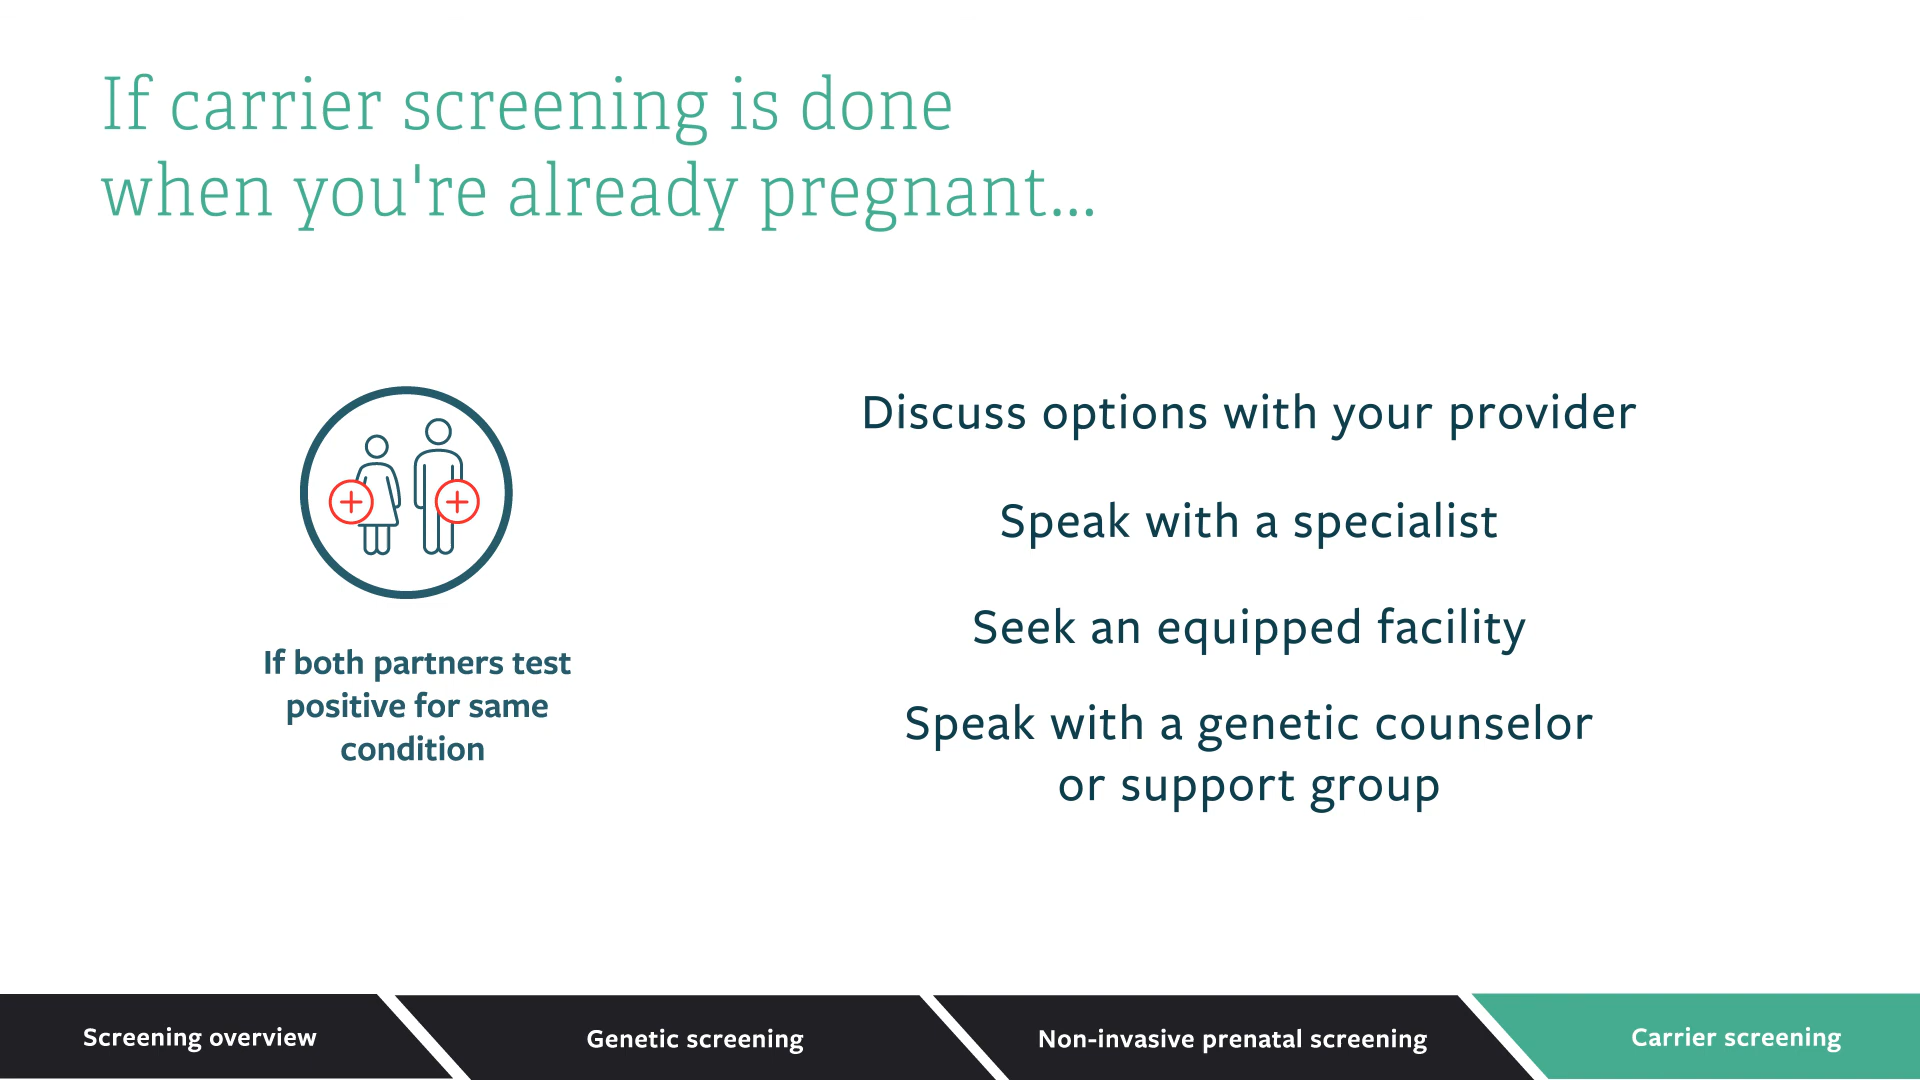 If carrier screening is done
when you're already pregnant...
If both partners test
positive for same
condition
Discuss options with your provider
Speak with a specialist
Seek an equipped facility
Speak with a genetic counselor
or support group
Screening overview
Genetic screening
Non-invasive prenatal screening
Carrier screening